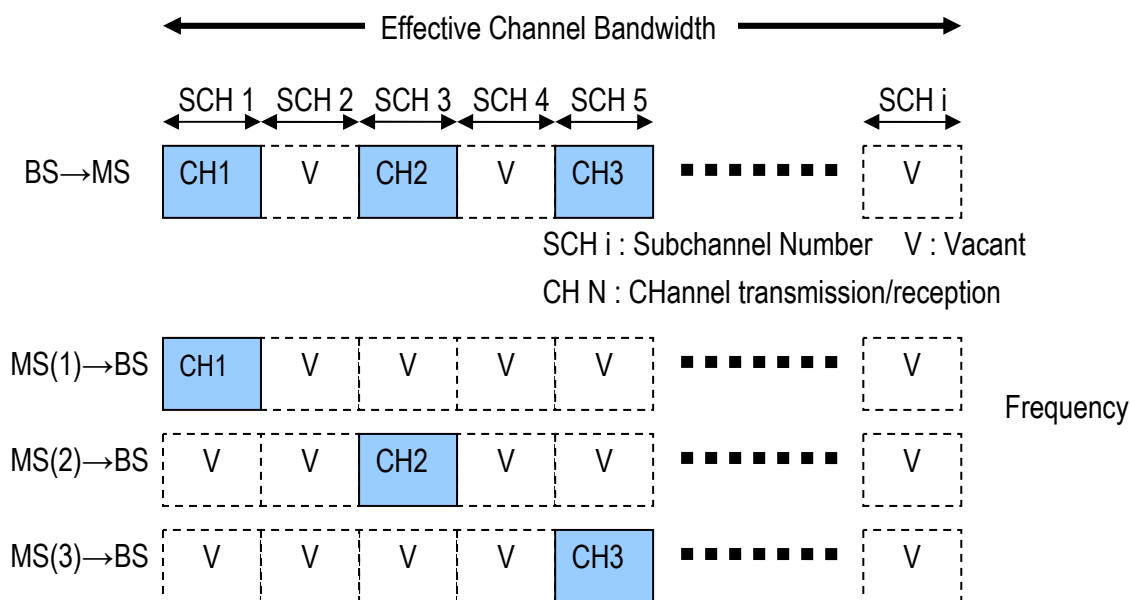 Effective Channel Bandwidth
SCH 1 SCH 2 SCH 3 SCH 4 SCH 5 SCH i
BS→MS CH1 V CH2 V CH3 V
SCH i : Subchannel Number V : Vacant
CH N : CHannel transmission/reception
MS(1)→BS CH1 V V V V V
Frequency
MS(2)→BS V V CH2 V V V
MS(3)→BS V V V V CH3 V